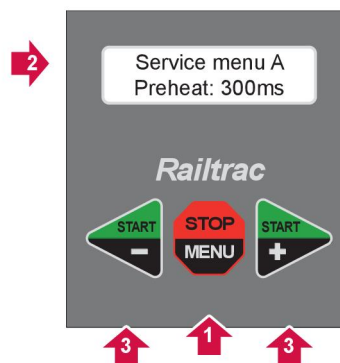 2
Service menu A
Preheat: 300ms
Railtrac
START
-
STOP
MENU
START
+
3
1
3